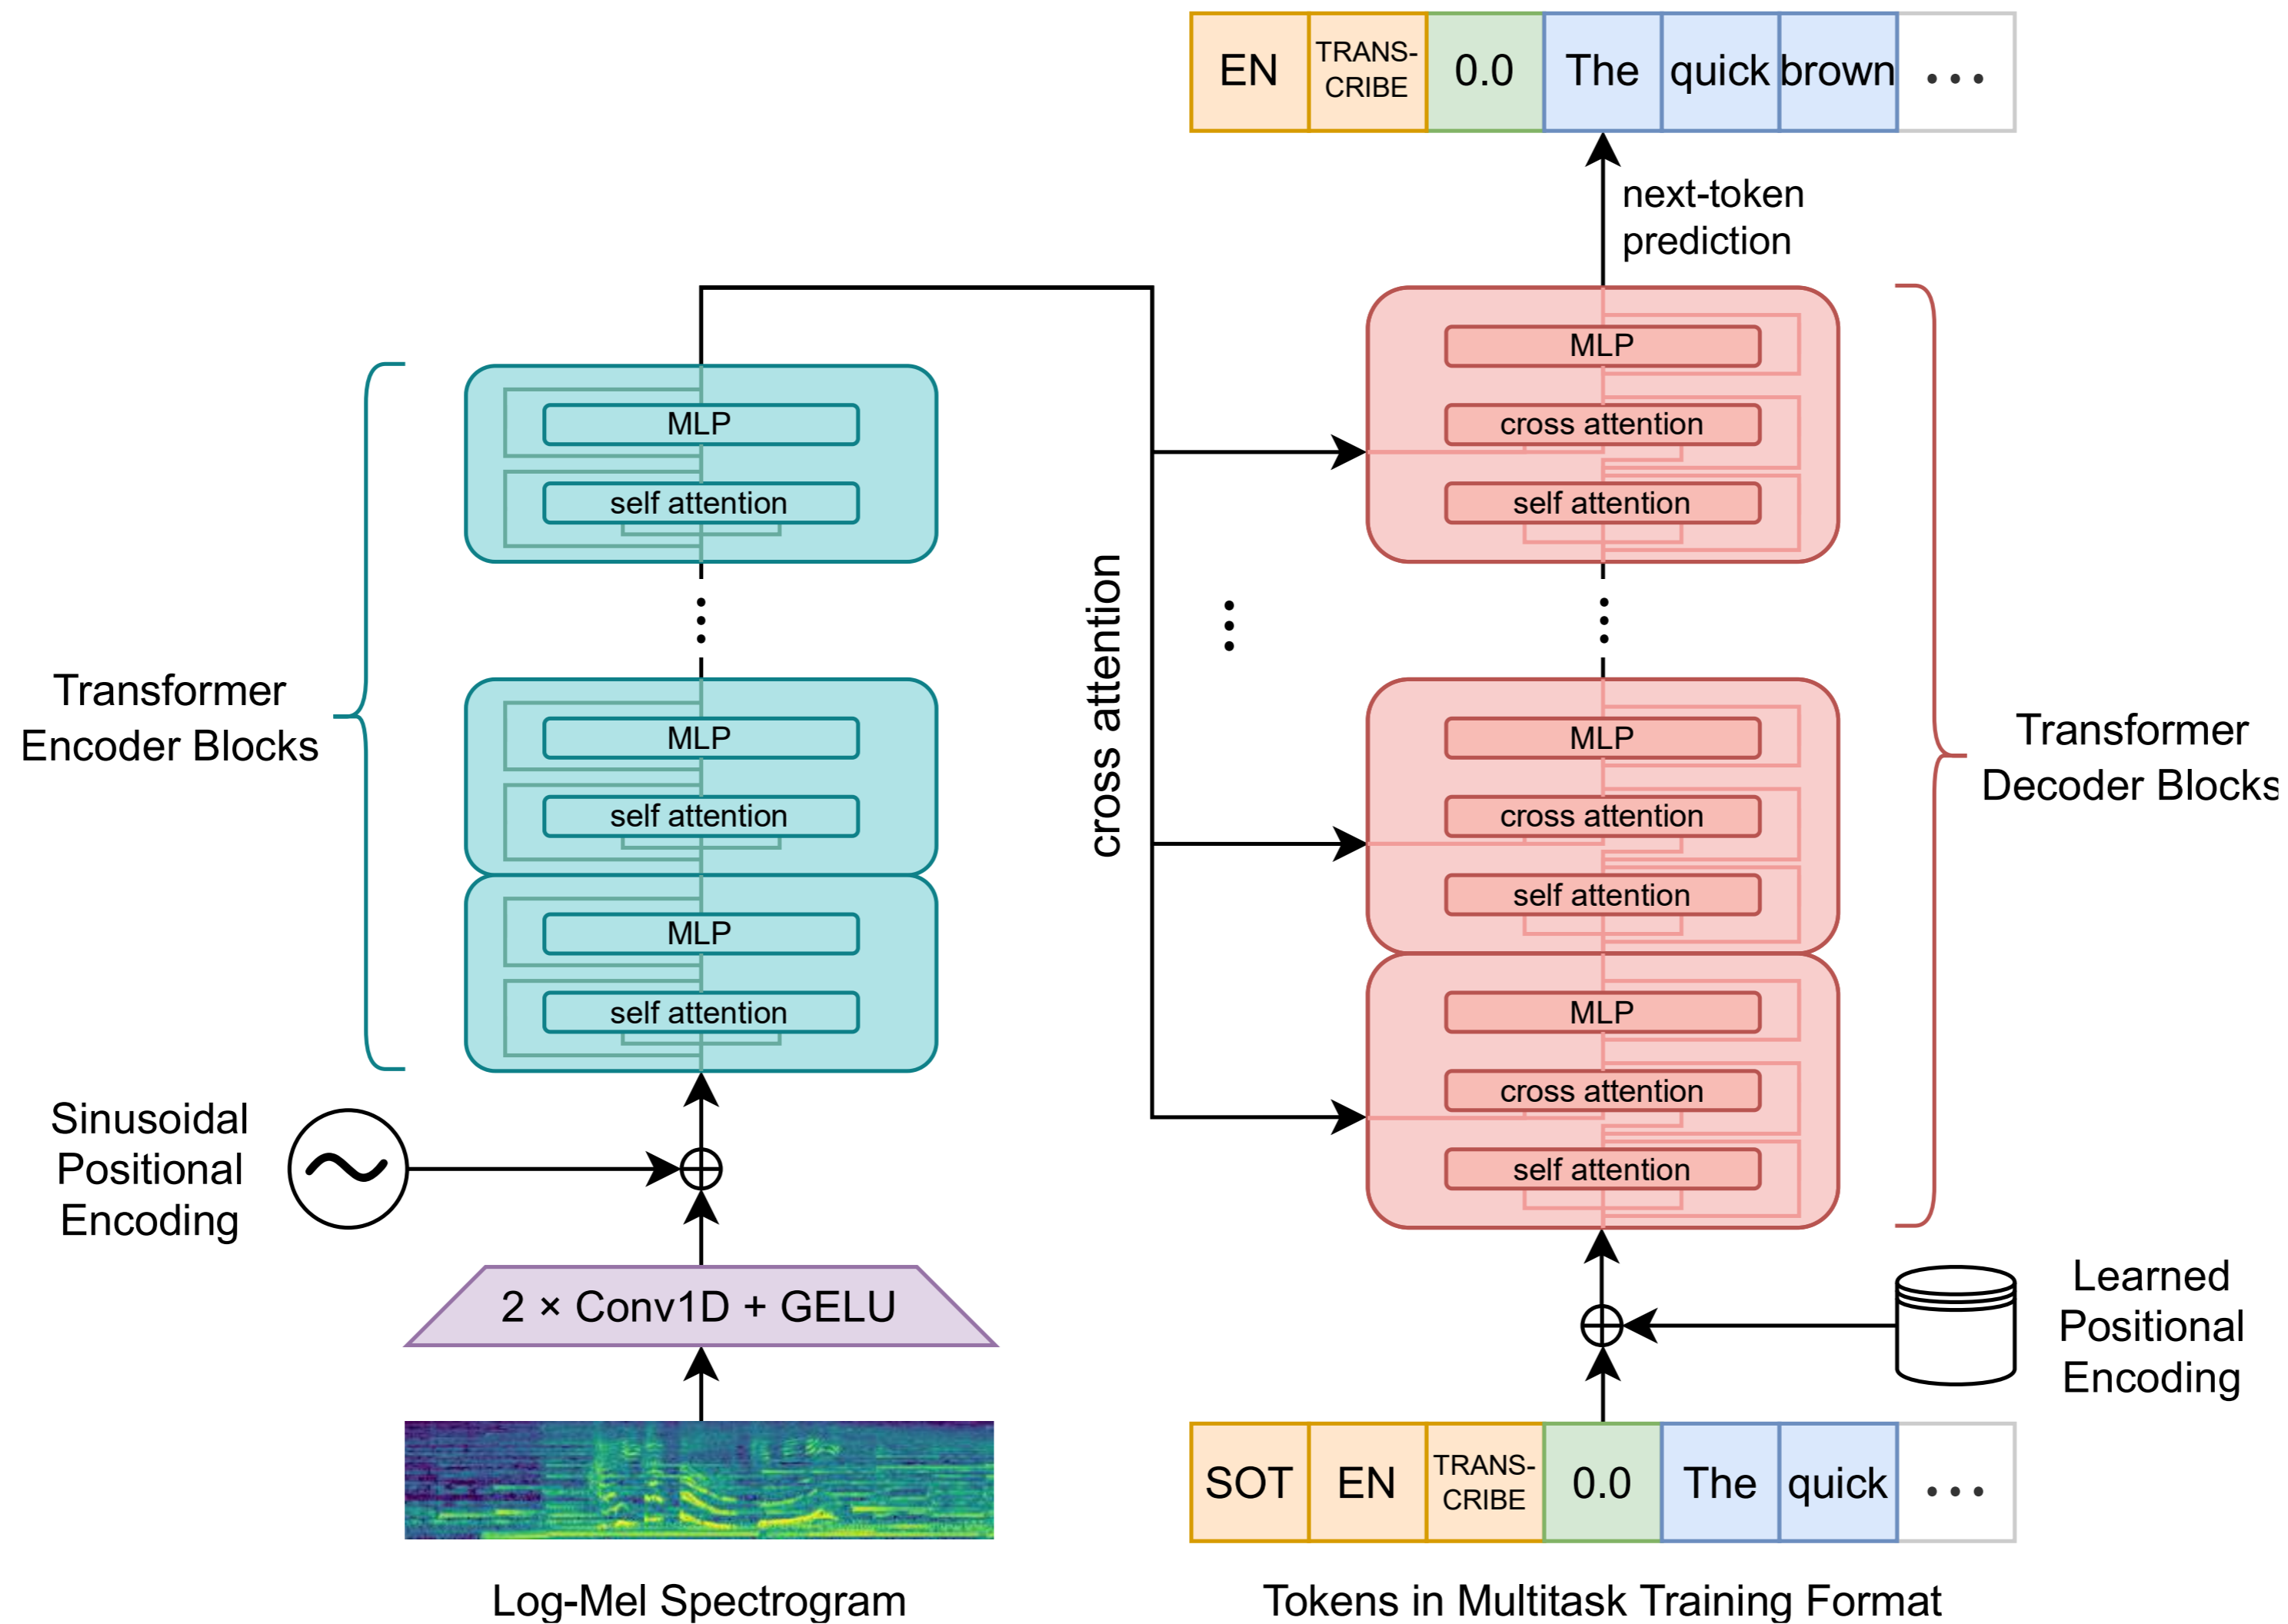 EN TRANS- 0.0 The quick brown ...
CRIBE
next-token
prediction
MLP
self attention
MLP
self attention
MLP
self attention
Transformer
Encoder Blocks
cross attention
MLP
cross attention
self attention
MLP
cross attention
self attention
MLP
cross attention
self attention
Transformer
Decoder Blocks
Sinusoidal
Positional
Encoding
2 × Conv1D + GELU
Learned
Positional
Encoding
SOT EN TRANS- 0.0 The quick ...
CRIBE
Log-Mel Spectrogram
Tokens in Multitask Training Format